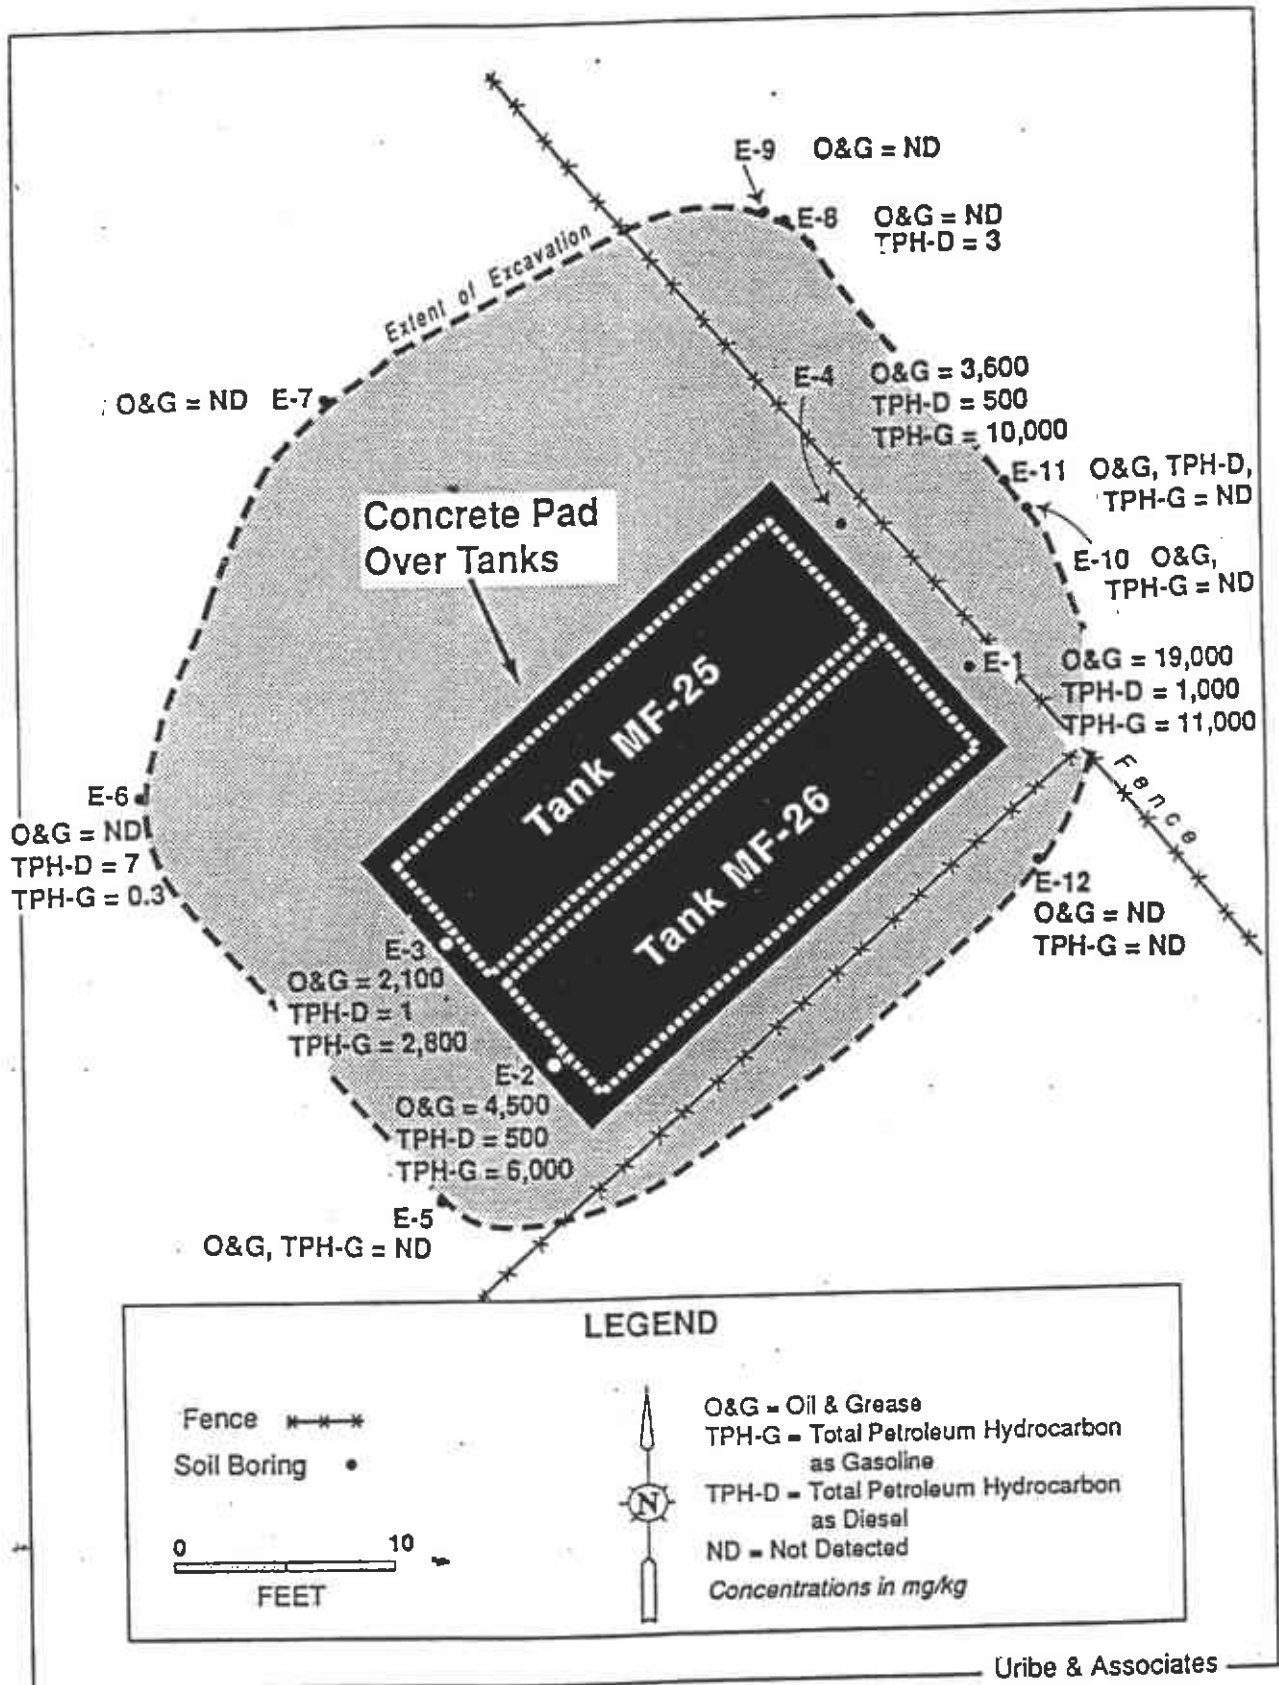 E-9 O&G = ND
E-8 O&G = ND
TPH-D = 3
Extent of Excavation
E-4 O&G = 3,600
TPH-D = 500
TPH-G = 10,000
O&G = ND E-7
E-11 O&G, TPH-D,
TPH-G = ND
Concrete Pad
Over Tanks
E-10 O&G,
TPH-G = ND
E-1 O&G = 19,000
TPH-D = 1,000
TPH-G = 11,000
Tank MF-25
Tank MF-26
Fence
E-6
O&G = ND
TPH-D = 7
TPH-G = 0.3
E-12
O&G = ND
TPH-G = ND
E-3
O&G = 2,100
TPH-D = 1
TPH-G = 2,800
E-2
O&G = 4,500
TPH-D = 500
TPH-G = 6,000
E-5
O&G, TPH-G = ND
LEGEND
Fence
Soil Boring
0 10
FEET
N
O&G = Oil & Grease
TPH-G = Total Petroleum Hydrocarbon
as Gasoline
TPH-D = Total Petroleum Hydrocarbon
as Diesel
ND = Not Detected
Concentrations in mg/kg
Uribe & Associates